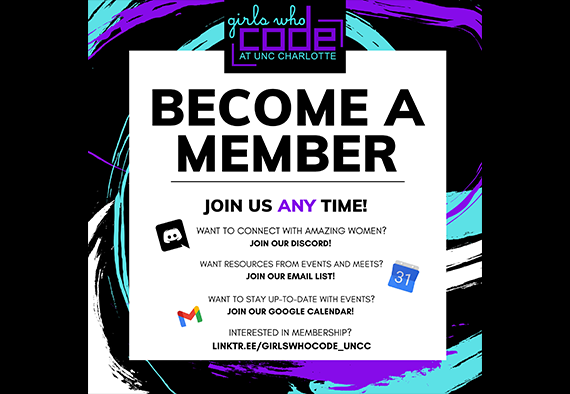 girls who
code
AT UNC CHARLOTTE
BECOME A
MEMBER
JOIN US ANY TIME!
WANT TO CONNECT WITH AMAZING WOMEN?
JOIN OUR DISCORD!
WANT RESOURCES FROM EVENTS AND MEETS?
JOIN OUR EMAIL LIST!
31
WANT TO STAY UP-TO-DATE WITH EVENTS?
JOIN OUR GOOGLE CALENDAR!
INTERESTED IN MEMBERSHIP?
LINKTR.EE/GIRLSWHOCODE_UNCC